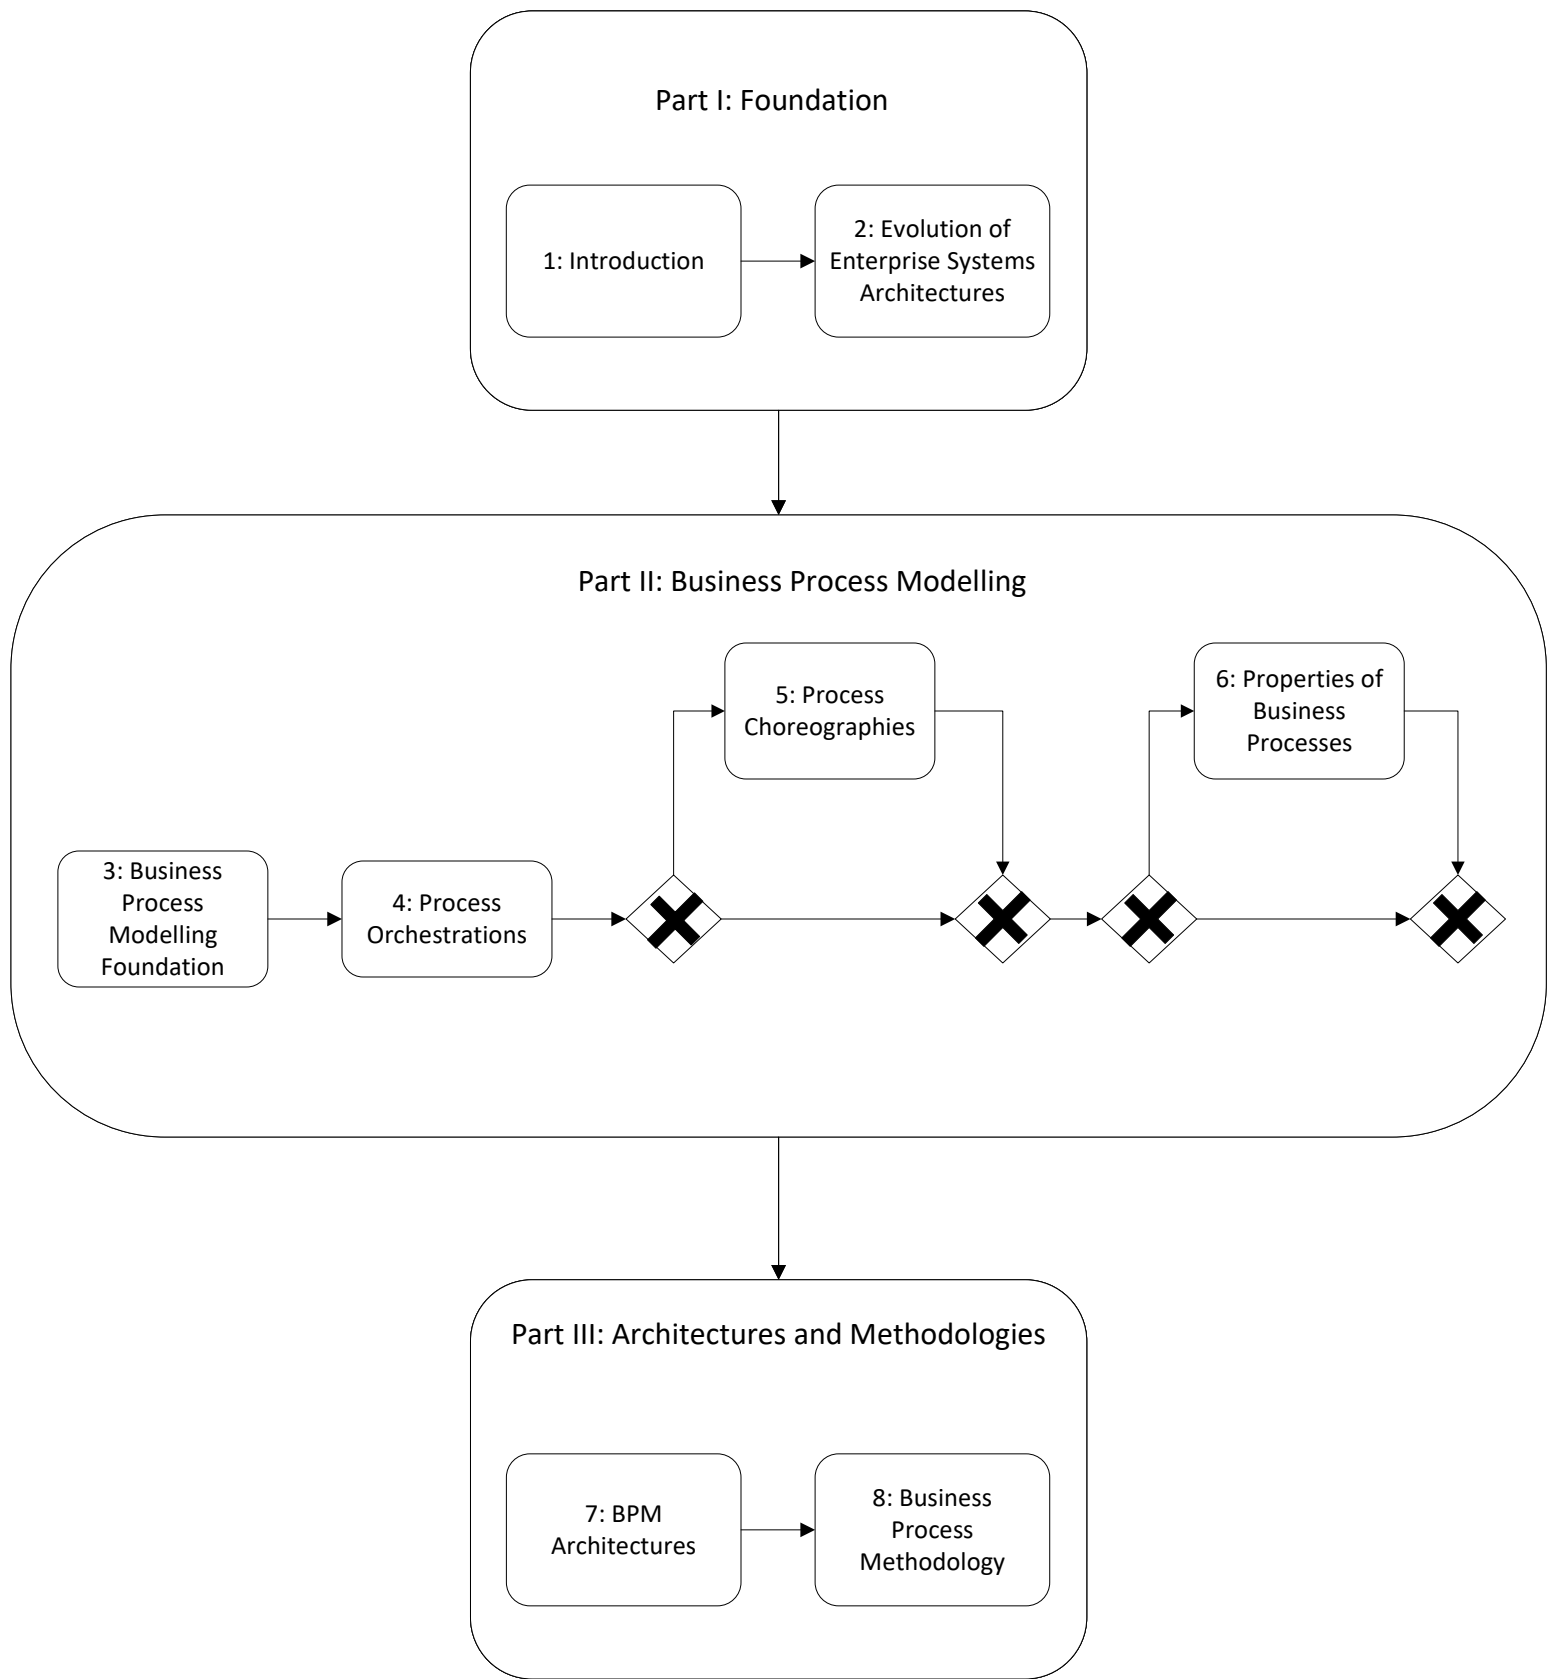 Part I: Foundation
1: Introduction
2: Evolution of
Enterprise Systems
Architectures
Part II: Business Process Modelling
5: Process
Choreographies
6: Properties of
Business
Processes
3: Business
Process
Modelling
Foundation
4: Process
Orchestrations
Part III: Architectures and Methodologies
7: BPM
Architectures
8: Business
Process
Methodology